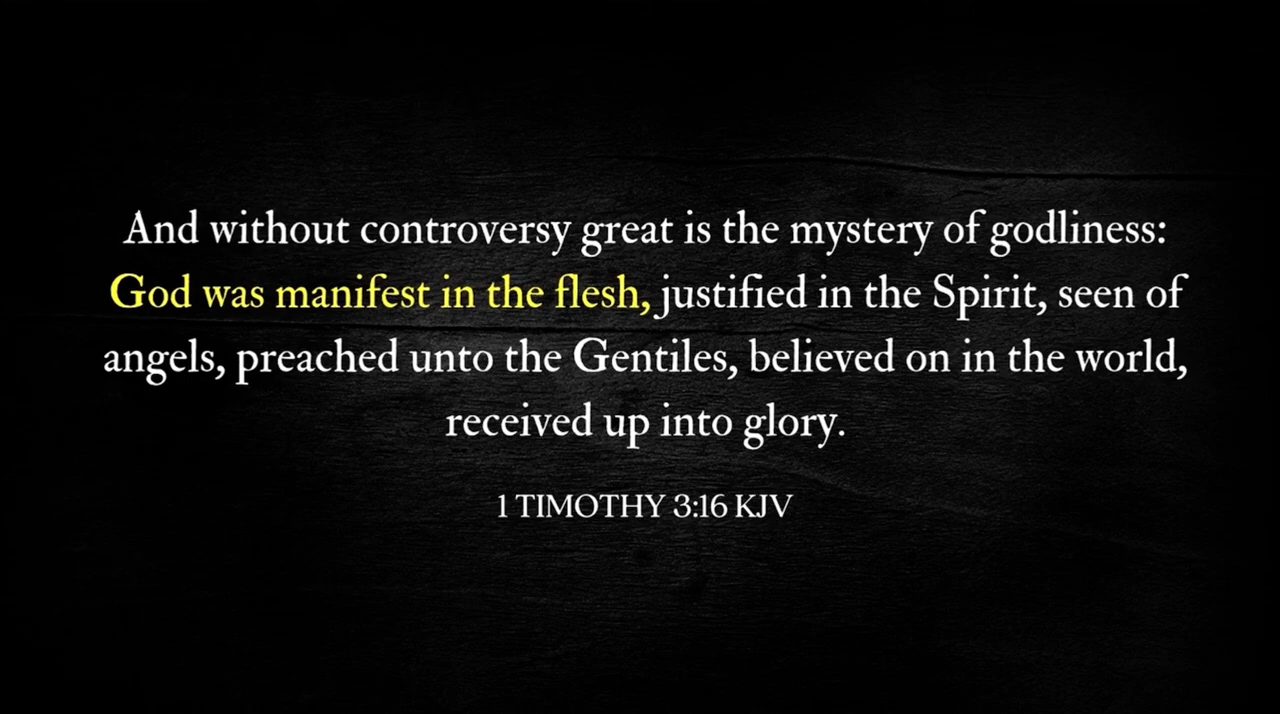 And without controversy great is the mystery of godliness:
God was manifest in the flesh, justified in the Spirit, seen of
angels, preached unto the Gentiles, believed on in the world,
received up into glory.
1 TIMOTHY 3:16 KJV